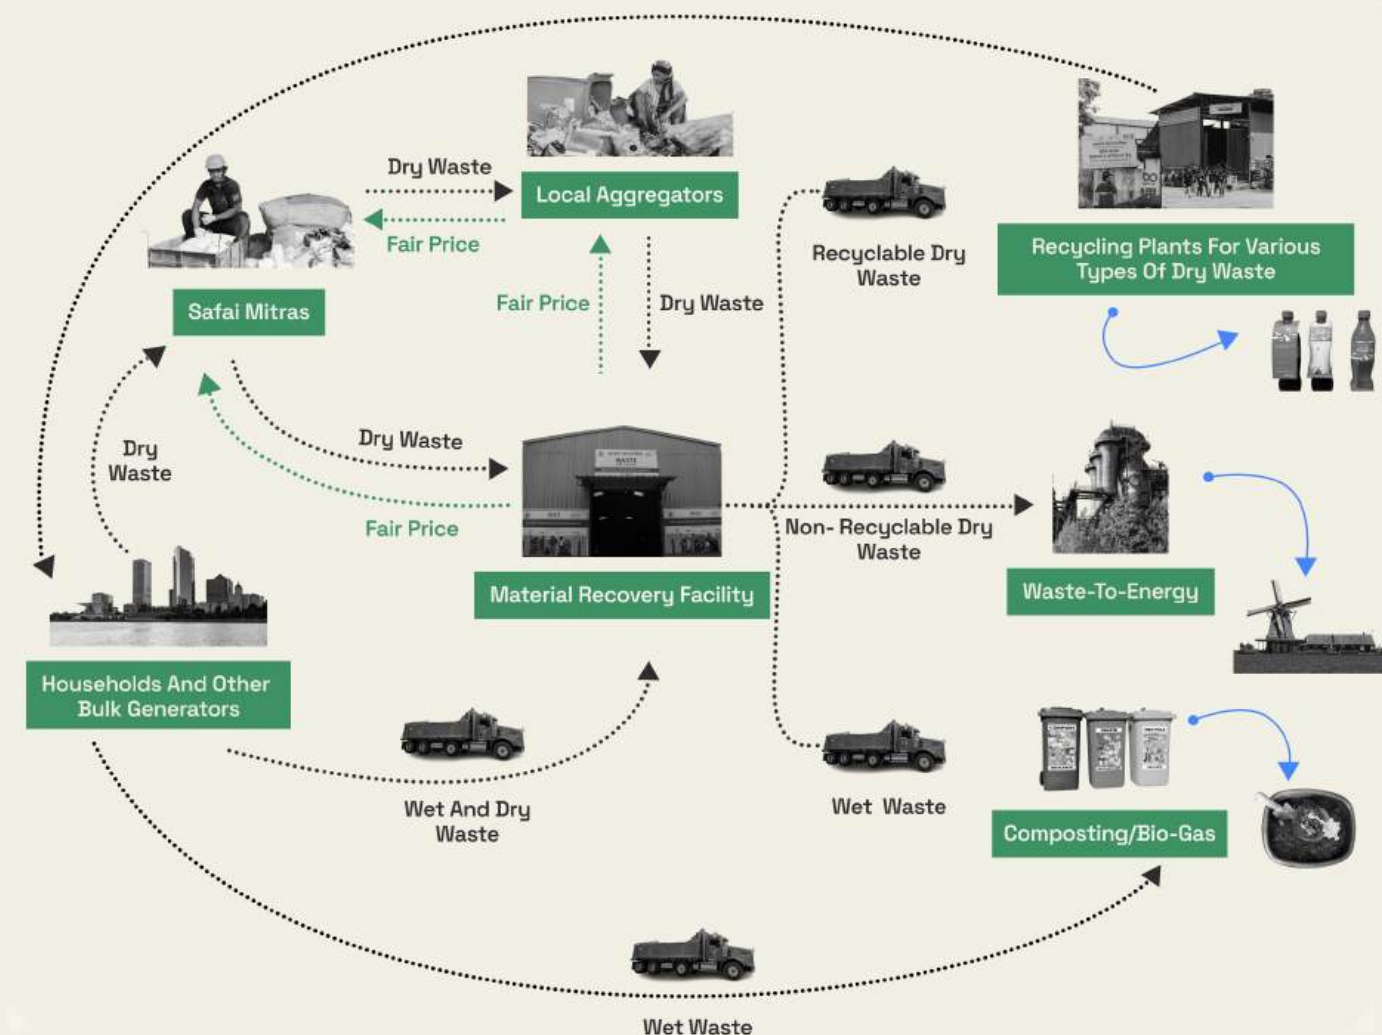 Dry Waste
Local Aggregators
Fair Price
Safai Mitras
Recyclable Dry
Waste
Recycling Plants For Various
Types Of Dry Waste
Fair Price
Dry Waste
Dry
Waste
Dry Waste
Fair Price
WASTE
Material Recovery Facility
Non- Recyclable Dry
Waste
Waste-To-Energy
Households And Other
Bulk Generators
Wet And Dry
Waste
Wet Waste
Composting/Bio-Gas
Wet Waste